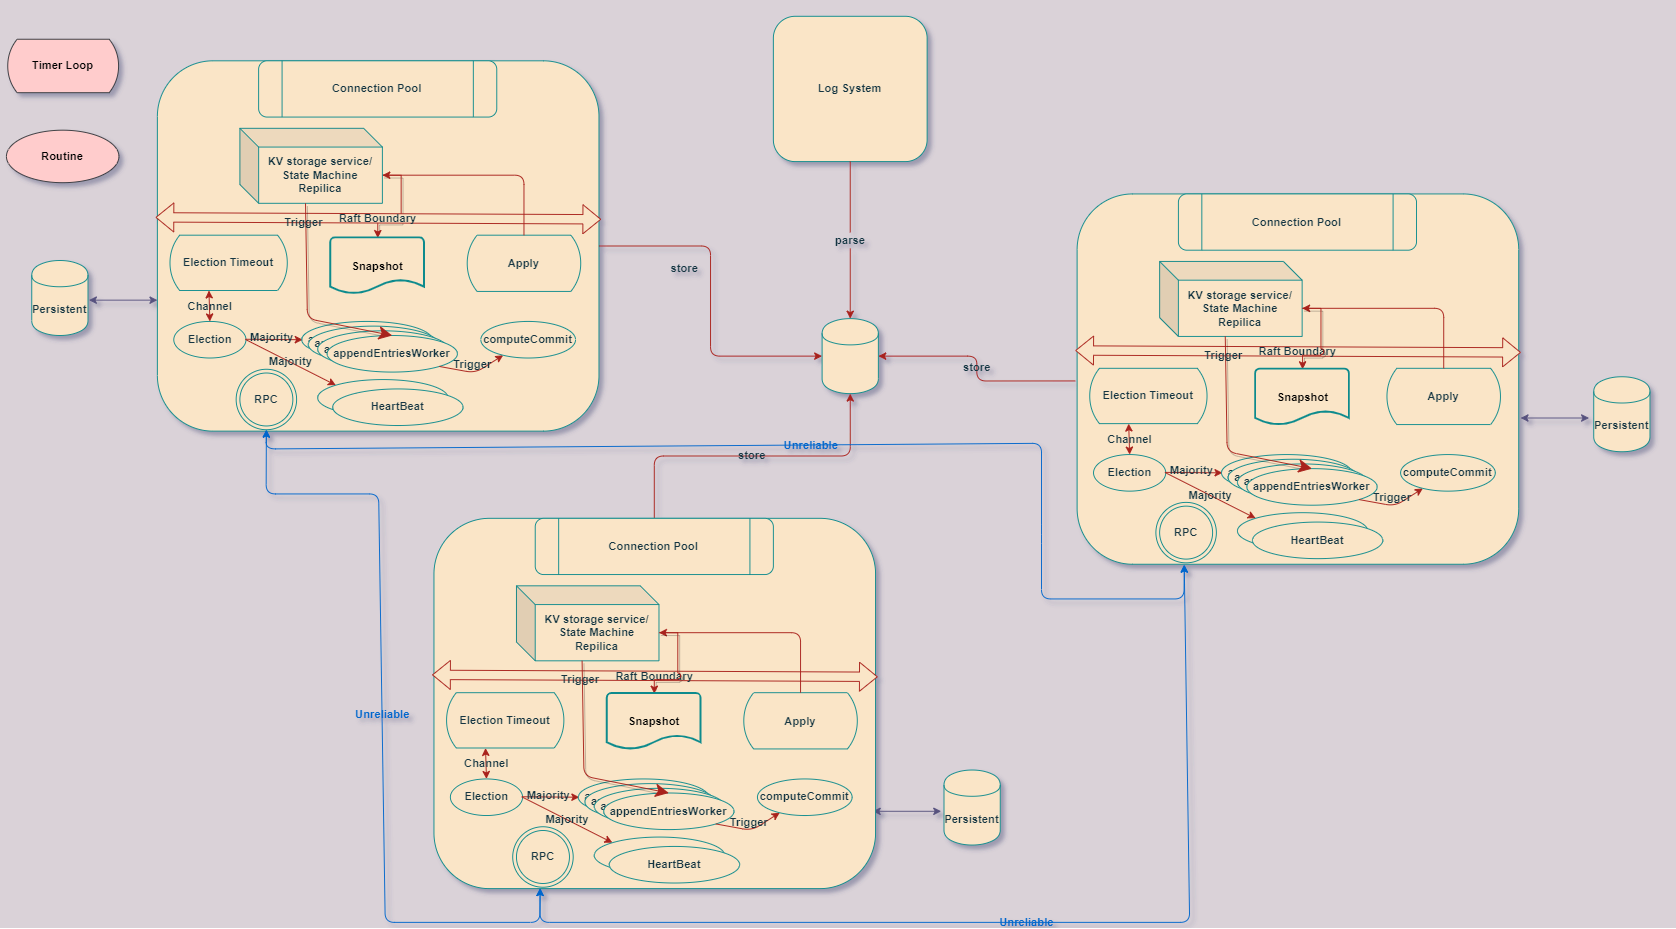 Timer Loop
Routine
Connection Pool
KV storage service/
State Machine
Repilica
Trigger
Raft Boundary
Election Timeout
Snapshot
Apply
Channel
Election
Majority
Majority
appendEntriesWorker
computeCommit
Trigger
RPC
HeartBeat
Persistent
Log System
parse
store
store
store
Unreliable
Connection Pool
KV storage service/
State Machine
Repilica
Trigger
Raft Boundary
Election Timeout
Snapshot
Apply
Channel
Election
Majority
Majority
appendEntriesWorker
computeCommit
Trigger
RPC
HeartBeat
Persistent
Unreliable
Connection Pool
KV storage service/
State Machine
Repilica
Trigger
Raft Boundary
Election Timeout
Snapshot
Apply
Channel
Election
Majority
Majority
appendEntriesWorker
computeCommit
Trigger
RPC
HeartBeat
Persistent
Unreliable